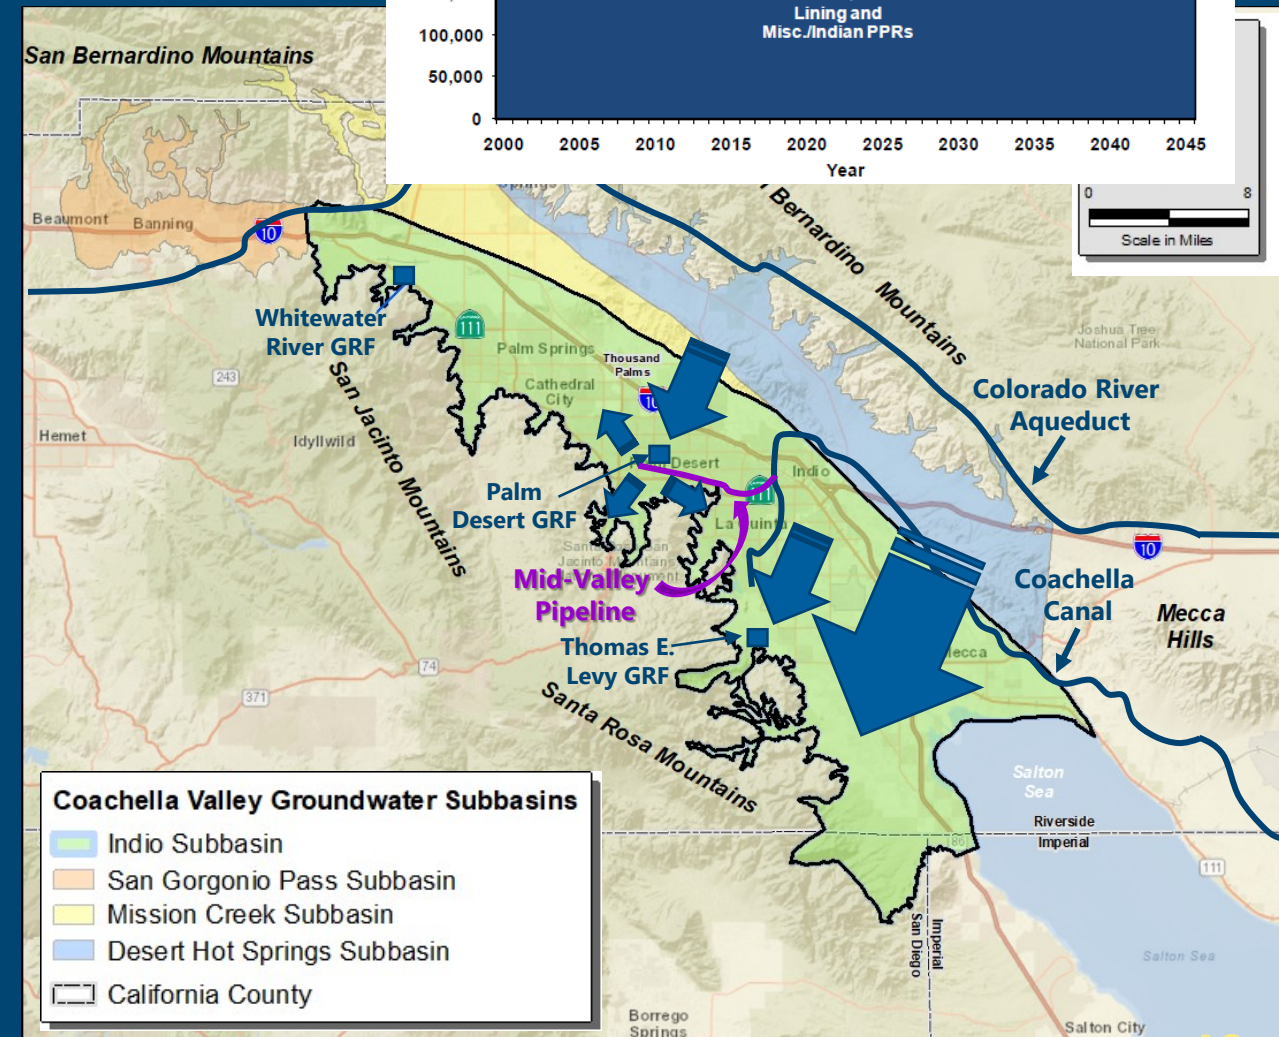 Lining and
Misc./Indian PPRs
100,000
50,000
0
2000 2005 2010 2015 2020 2025 2030 2035 2040 2045
Year
San Bernardino Mountains
Springs
Bernardino Mountains
0 8
Scale in Miles
Beaumont
Banning
10
Whitewater
River GRF
111
Palm Springs
Thousand
Palms
Cathedral
City
10
Joshua Tree
National Park
243
San Jacinto Mountains
Hemet
Idyllwild
Colorado River
Aqueduct
Desert
Indio
111
Palm
Desert GRF
La Quinta
10
Jacinto Mountains
Mid-Valley
Pipeline
Coachella
Canal
Mecca
Hills
Thomas E.
Levy GRF
Mecca
74
371
Santa Rosa Mountains
Salton
Sea
Riverside
Imperial
86
111
Imperial
San Diego
Salton Sea
Borrego
Springs
Salton City
Coachella Valley Groundwater Subbasins
Indio Subbasin
San Gorgonio Pass Subbasin
Mission Creek Subbasin
Desert Hot Springs Subbasin
California County